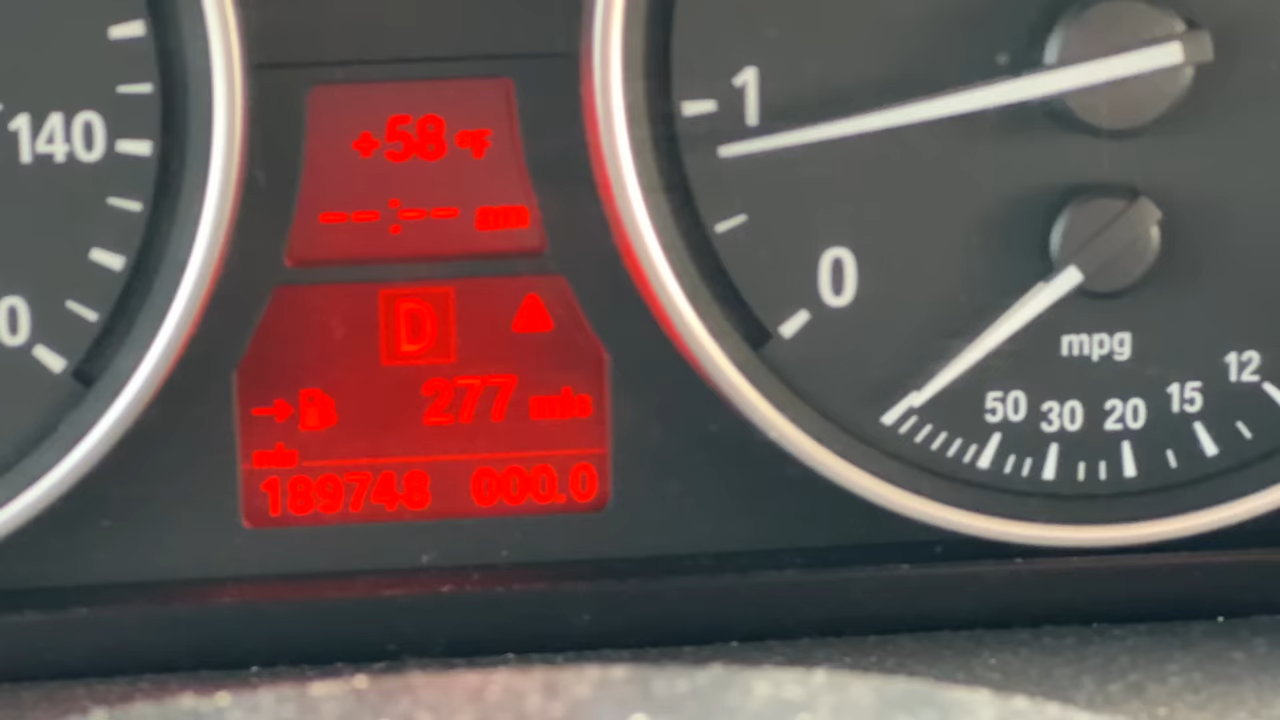 140
0
+58 °F
--:-- am
D
277 mls
mls
189748 000.0
1
0
mpg
50 30 20 15 12